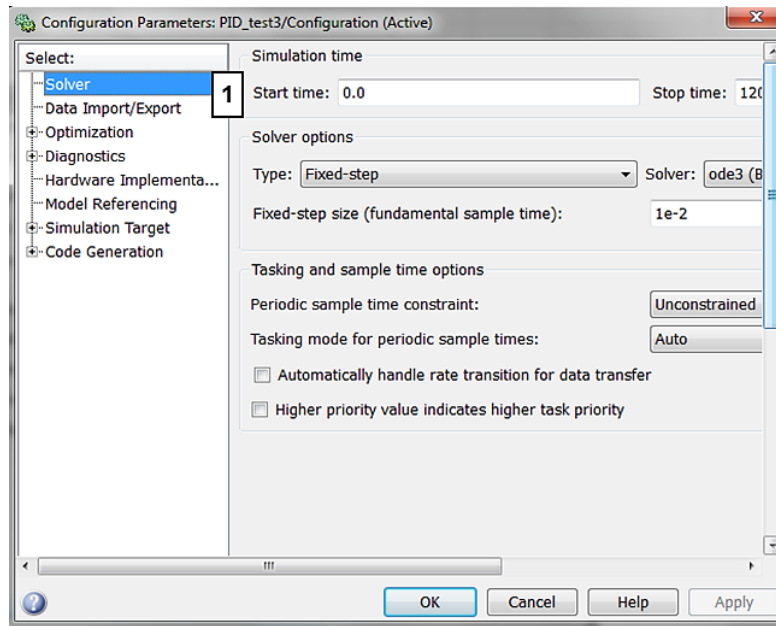 Configuration Parameters: PID_test3/Configuration (Active)
Select:
Solver
Data Import/Export
Optimization
Diagnostics
Hardware Implementa...
Model Referencing
Simulation Target
Code Generation
1
Simulation time
Start time: 0.0 Stop time: 120
Solver options
Type: Fixed-step Solver: ode3 (B
Fixed-step size (fundamental sample time): 1e-2
Tasking and sample time options
Periodic sample time constraint: Unconstrained
Tasking mode for periodic sample times: Auto
Automatically handle rate transition for data transfer
Higher priority value indicates higher task priority
OK Cancel Help Apply